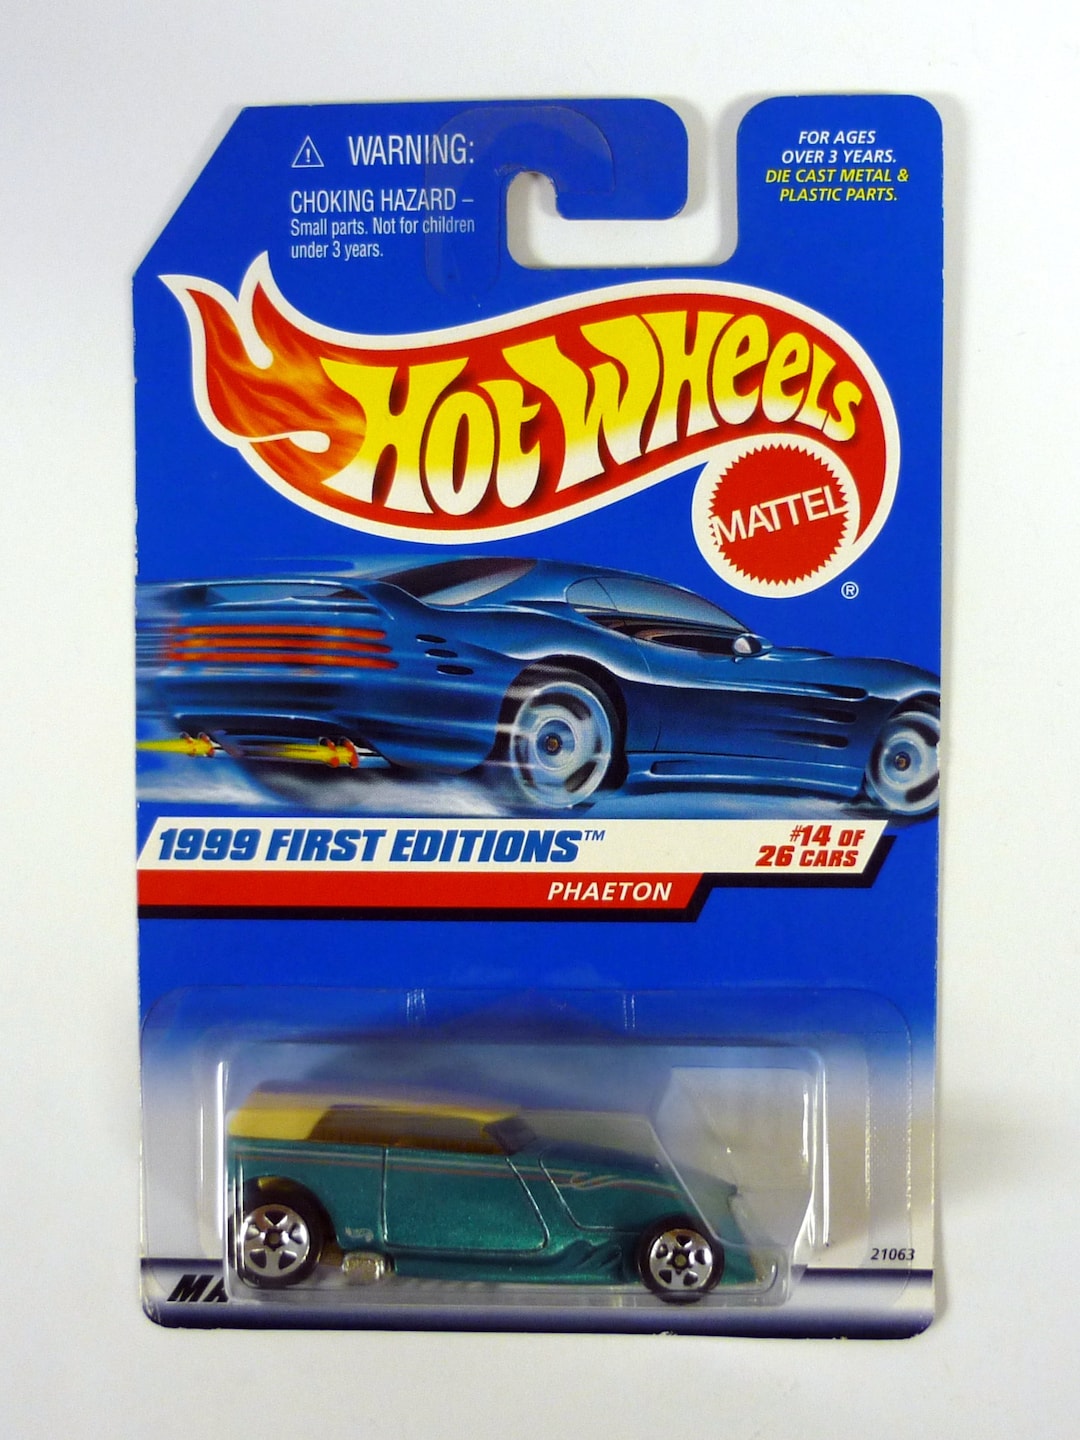 WARNING:
CHOKING HAZARD –
Small parts. Not for children
under 3 years.
FOR AGES
OVER 3 YEARS.
DIE CAST METAL &
PLASTIC PARTS.
HOT WHEELS
MATTEL
®
1999 FIRST EDITIONS™
#14 OF
26 CARS
PHAETON
21063